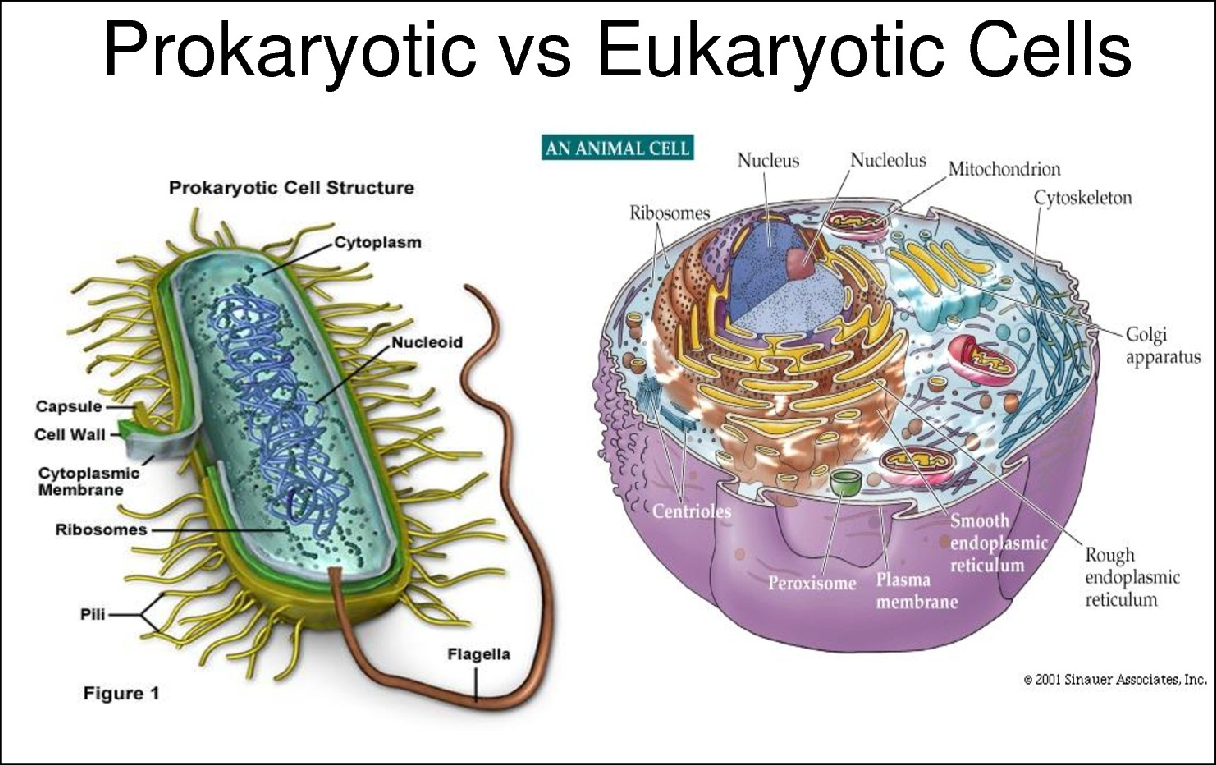 Prokaryotic vs Eukaryotic Cells
Prokaryotic Cell Structure
Cytoplasm
Nucleoid
Capsule
Cell Wall
Cytoplasmic
Membrane
Ribosomes
Pili
Flagella
Figure 1
AN ANIMAL CELL
Nucleus
Nucleolus
Mitochondrion
Cytoskeleton
Ribosomes
Golgi
apparatus
Centrioles
Peroxisome
Plasma
membrane
Smooth
endoplasmic
reticulum
Rough
endoplasmic
reticulum
© 2001 Sinauer Associates, Inc.